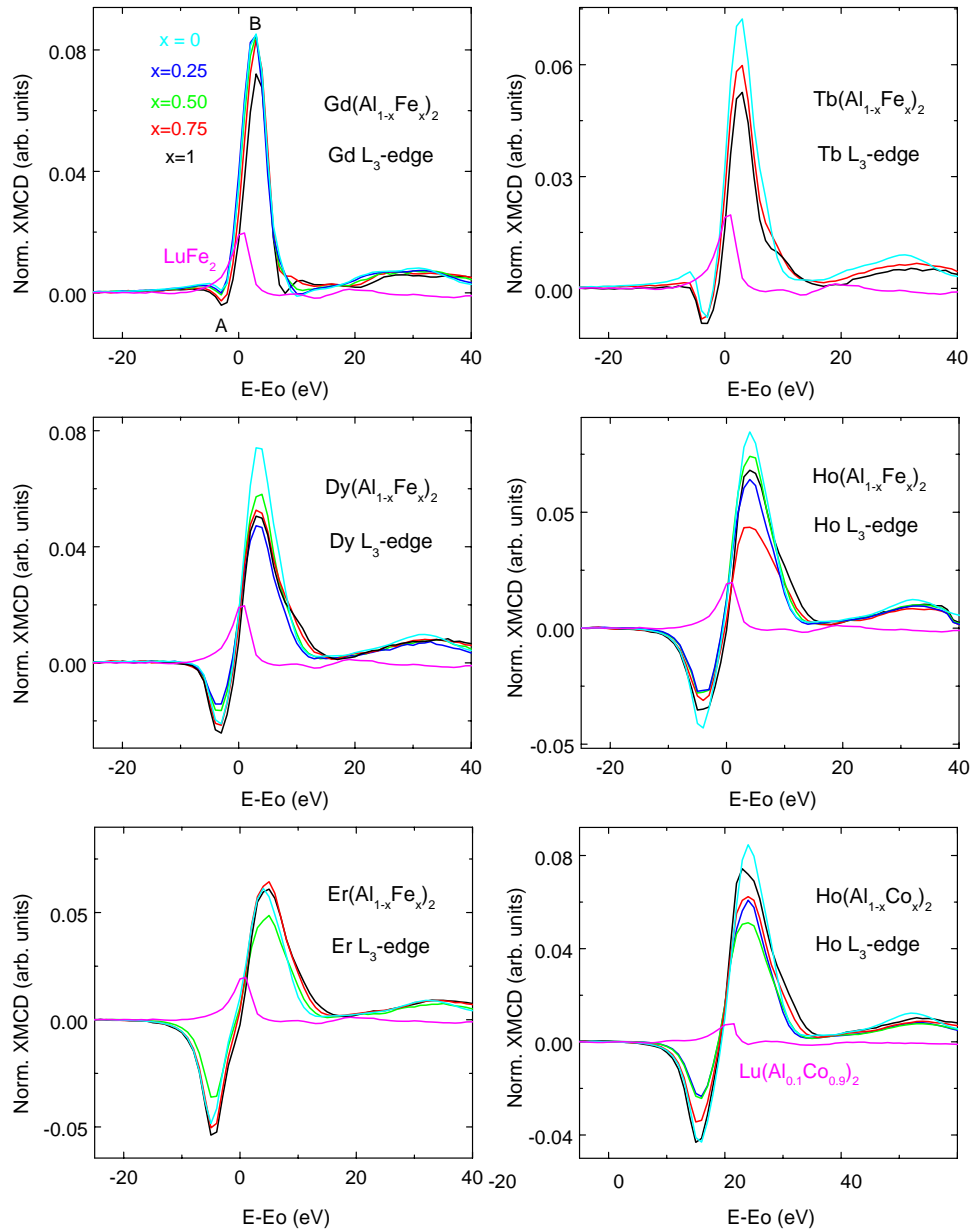 B
0.08
x = 0
x=0.25
x=0.50
x=0.75
x=1
Gd(Al1-xFex)2
Gd L3-edge
0.04
LuFe2
0.00
A
-20
0
20
40
E-Eo (eV)
Norm. XMCD (arb. units)
0.06
Tb(Al1-xFex)2
Tb L3-edge
0.03
0.00
-20
0
20
40
E-Eo (eV)
Norm. XMCD (arb. units)
0.08
Dy(Al1-xFex)2
Dy L3-edge
0.04
0.00
-20
0
20
40
E-Eo (eV)
Norm. XMCD (arb. units)
Ho(Al1-xFex)2
Ho L3-edge
0.05
0.00
-0.05
-20
0
20
40
E-Eo (eV)
Norm. XMCD (arb. units)
Er(Al1-xFex)2
Er L3-edge
0.05
0.00
-0.05
-20
0
20
40
E-Eo (eV)
Norm. XMCD (arb. units)
0.08
Ho(Al1-xCox)2
Ho L3-edge
0.04
0.00
Lu(Al0.1Co0.9)2
-0.04
-20
0
20
40
60
E-Eo (eV)
Norm. XMCD (arb. units)